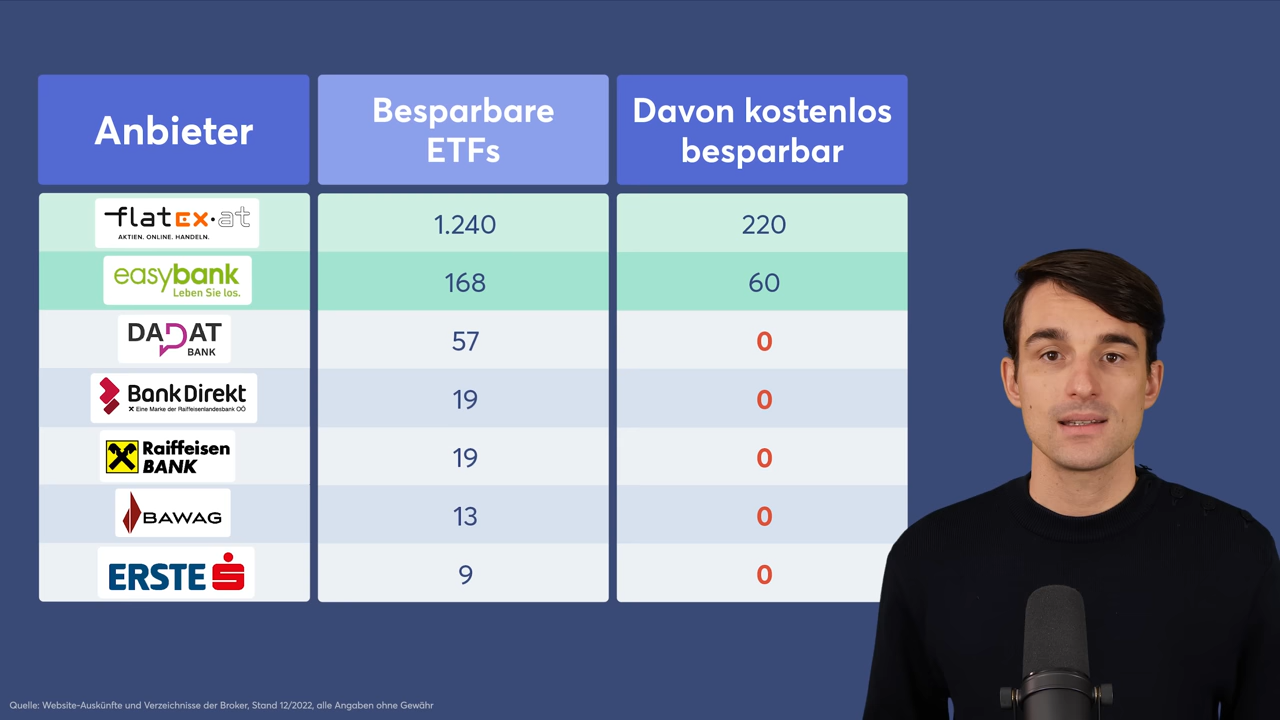 Anbieter
Besparbare
ETFs
Davon kostenlos
besparbar
flatex.at
AKTIEN. ONLINE. HANDELN.
1.240
220
easybank
Leben Sie los.
168
60
DADAT
BANK
57
0
BankDirekt
Eine Marke der Raiffeisenlandesbank OÖ
19
0
Raiffeisen
BANK
19
0
BAWAG
13
0
ERSTE
9
0
Quelle: Website-Auskünfte und Verzeichnisse der Broker, Stand 12/2022, alle Angaben ohne Gewähr